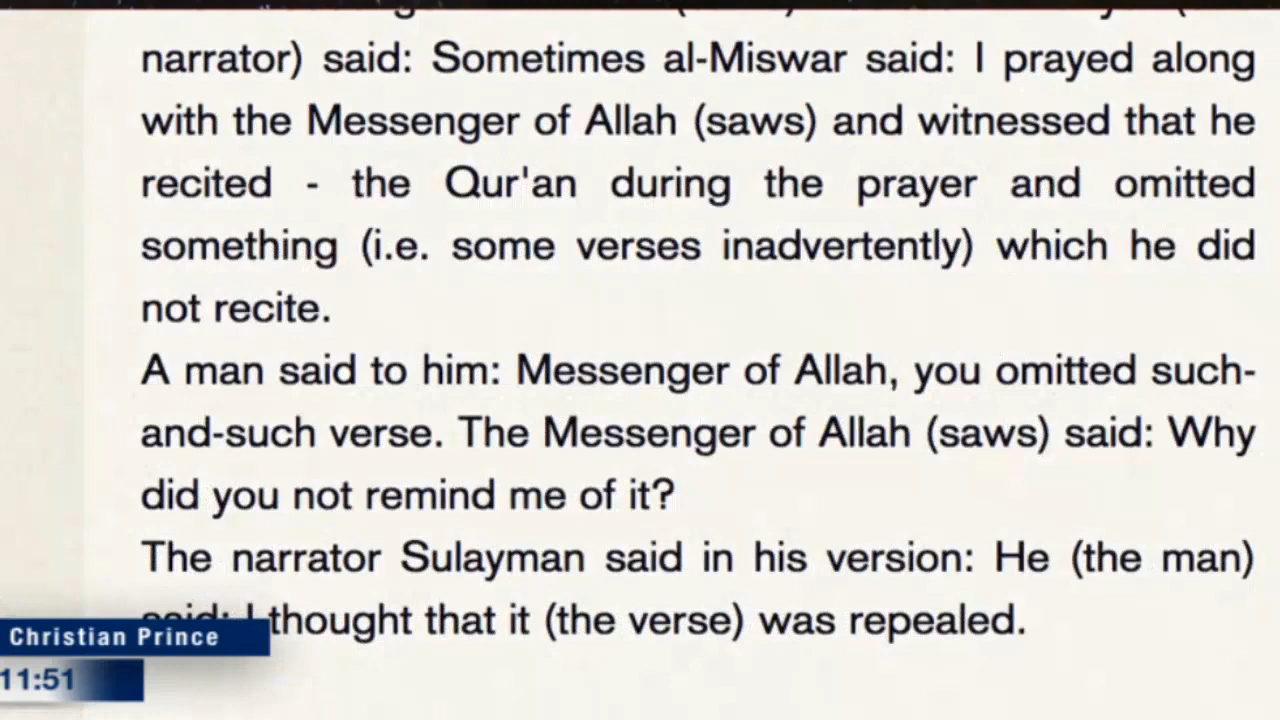 narrator) said: Sometimes al-Miswar said: I prayed along
with the Messenger of Allah (saws) and witnessed that he
recited - the Qur'an during the prayer and omitted
something (i.e. some verses inadvertently) which he did
not recite.
A man said to him: Messenger of Allah, you omitted such-
and-such verse. The Messenger of Allah (saws) said: Why
did you not remind me of it?
The narrator Sulayman said in his version: He (the man)
said: I thought that it (the verse) was repealed.
Christian Prince
11:51